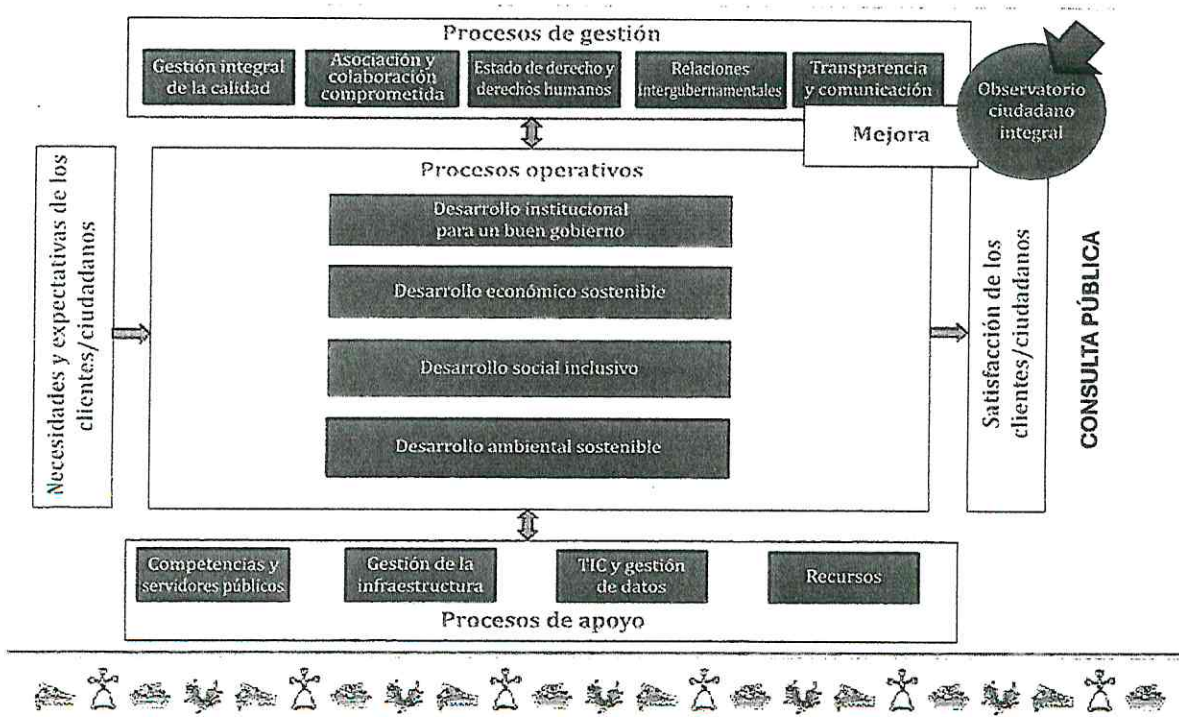 Procesos de gestión
Gestión integral
de la calidad
Asociación y
colaboración
comprometida
Estado de derecho y
derechos humanos
Relaciones
intergubernamentales
Transparencia
y comunicación
Observatorio
ciudadano
integral
Mejora
Necesidades y expectativas de los
clientes/ciudadanos
Procesos operativos
Desarrollo institucional
para un buen gobierno
Desarrollo económico sostenible
Desarrollo social inclusivo
Desarrollo ambiental sostenible
Satisfacción de los
clientes/ciudadanos
CONSULTA PÚBLICA
Competencias y
servidores públicos
Gestión de la
infraestructura
TIC y gestión
de datos
Recursos
Procesos de apoyo